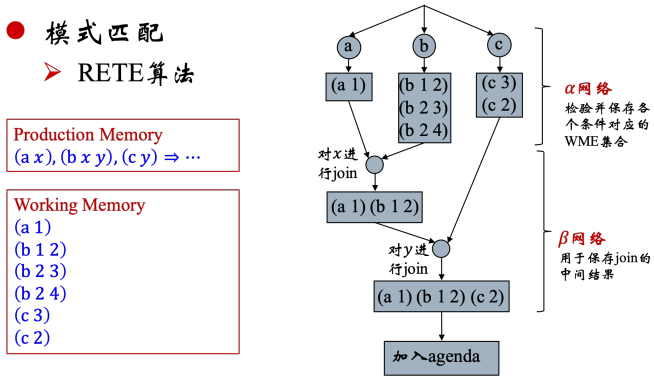 模式匹配
RETE算法
Production Memory
(a x), (b x y), (c y) ⇒ ⋯
Working Memory
(a 1)
(b 1 2)
(b 2 3)
(b 2 4)
(c 3)
(c 2)
a
b
c
(a 1)
(b 1 2)
(b 2 3)
(b 2 4)
(c 3)
(c 2)
对x进
行join
(a 1) (b 1 2)
对y进
行join
(a 1) (b 1 2) (c 2)
加入agenda
α网络
检验并保存各
个条件对应的
WME集合
β网络
用于保存join的
中间结果